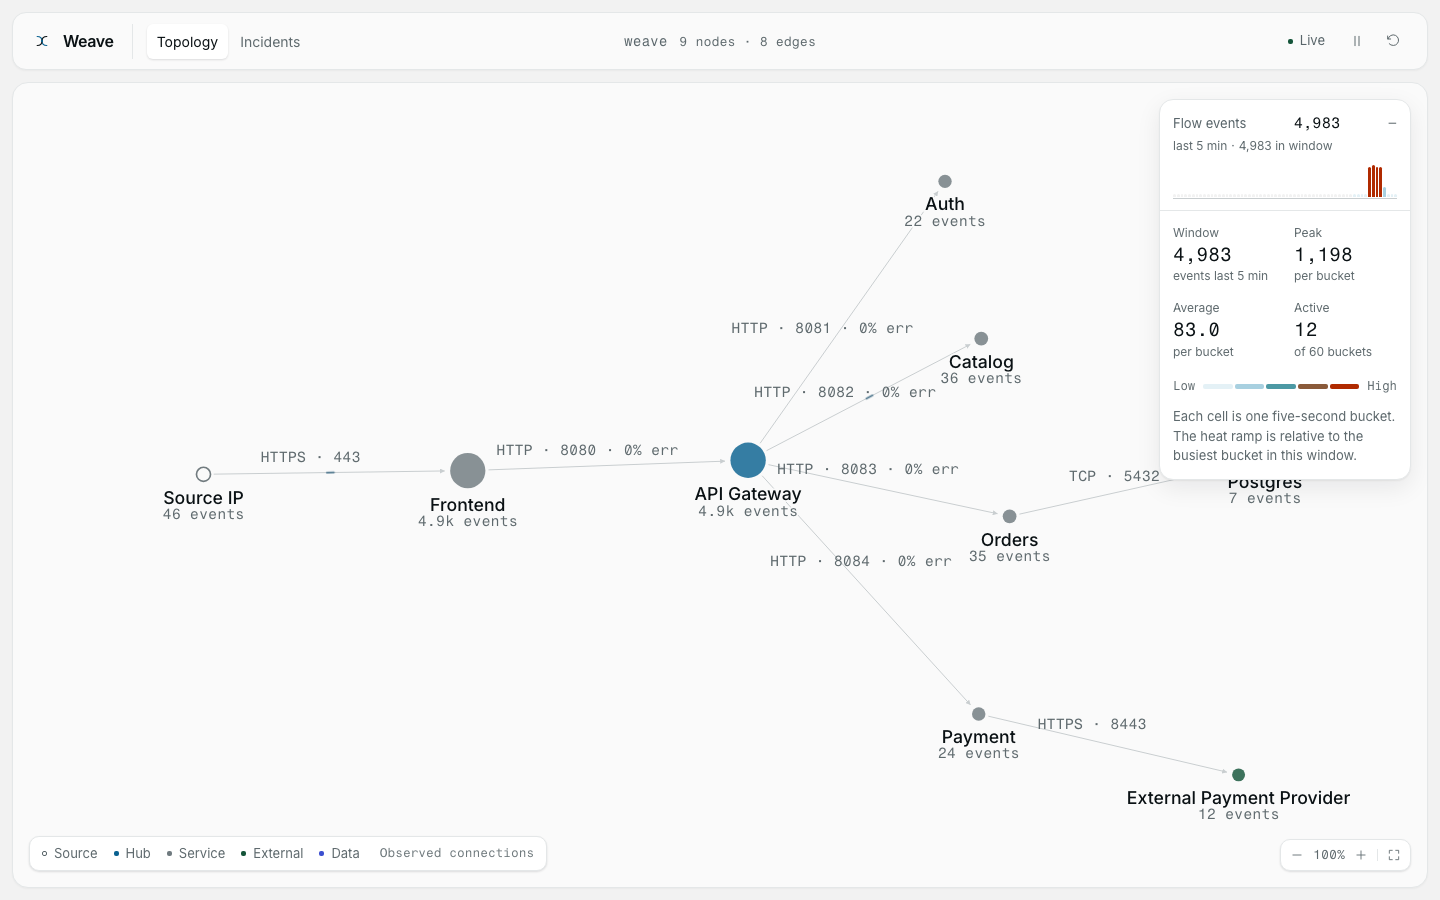 Weave
Topology
Incidents
weave 9 nodes · 8 edges
Live
Flow events 4,983
last 5 min · 4,983 in window
Window
4,983
events last 5 min
Peak
1,198
per bucket
Average
83.0
per bucket
Active
12
of 60 buckets
Low
High
Each cell is one five-second bucket.
The heat ramp is relative to the
busiest bucket in this window.
Auth
22 events
HTTP · 8081 · 0% err
Catalog
36 events
HTTP · 8082 · 0% err
HTTPS · 443
HTTP · 8080 · 0% err
HTTP · 8083 · 0% err
TCP · 5432
Source IP
46 events
Frontend
4.9k events
API Gateway
4.9k events
Postgres
7 events
Orders
35 events
HTTP · 8084 · 0% err
HTTPS · 8443
Payment
24 events
External Payment Provider
12 events
Source
Hub
Service
External
Data
Observed connections
− 100% +